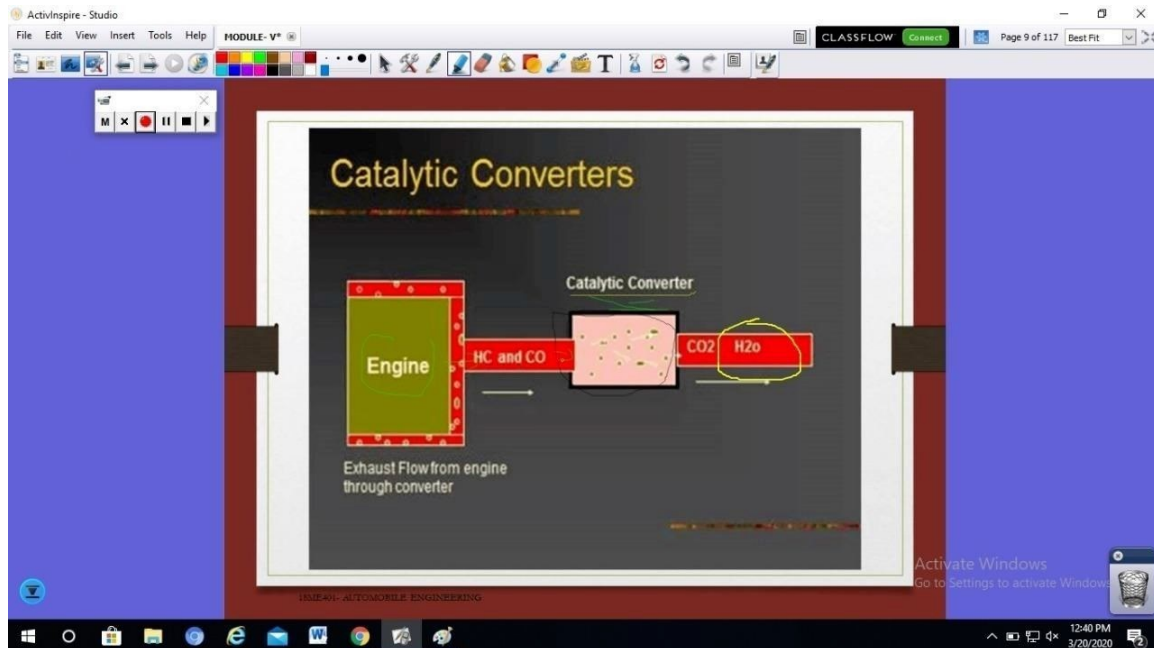 ActivInspire - Studio
File Edit View Insert Tools Help MODULE- V* CLASSFLOW Connect Page 9 of 117 Best Fit
M
Catalytic Converters
Catalytic Converter
Engine HC and CO CO2 H2o
Exhaust Flow from engine
through converter
Activate Windows
Go to Settings to activate Windows
18ME401- AUTOMOBILE ENGINEERING
12:40 PM
3/20/2020